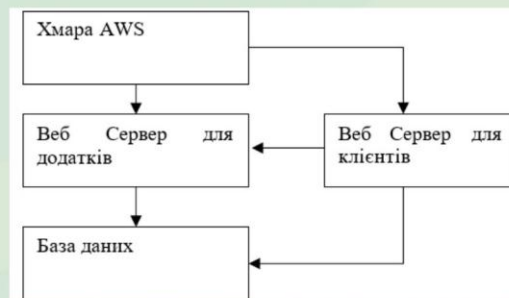 Хмара AWS
Веб Сервер для
додатків
Веб Сервер для
клієнтів
База даних